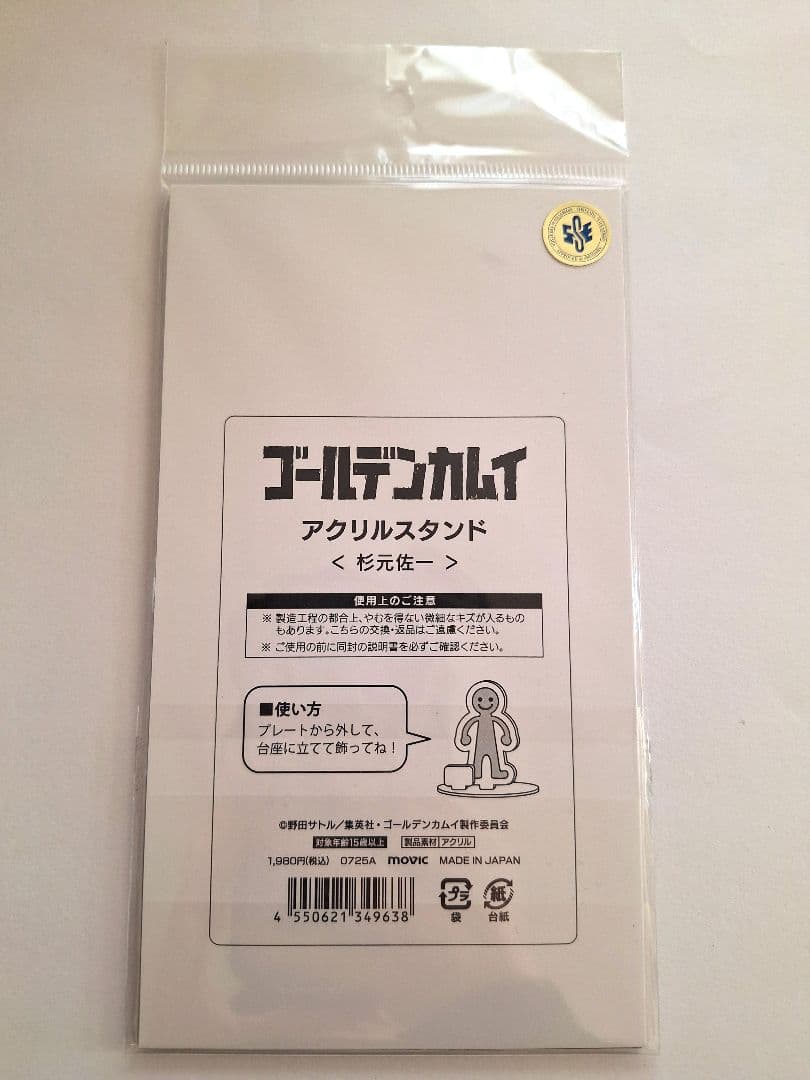 ゴールデンカムイ
アクリルスタンド
< 杉元佐一 >
使用上のご注意
※ 製造工程の都合上、やむを得ない微細なキズが入るものもあります。こちらの交換・返品はご遠慮ください。
※ ご使用の前に同封の説明書を必ずご確認ください。
■使い方
プレートから外して、
台座に立てて飾ってね！
©野田サトル／集英社・ゴールデンカムイ製作委員会
対象年齢15歳以上 製品素材 アクリル
1,980円(税込) 0725A movic MADE IN JAPAN
4 550621 349638
プラ 紙
袋 台紙